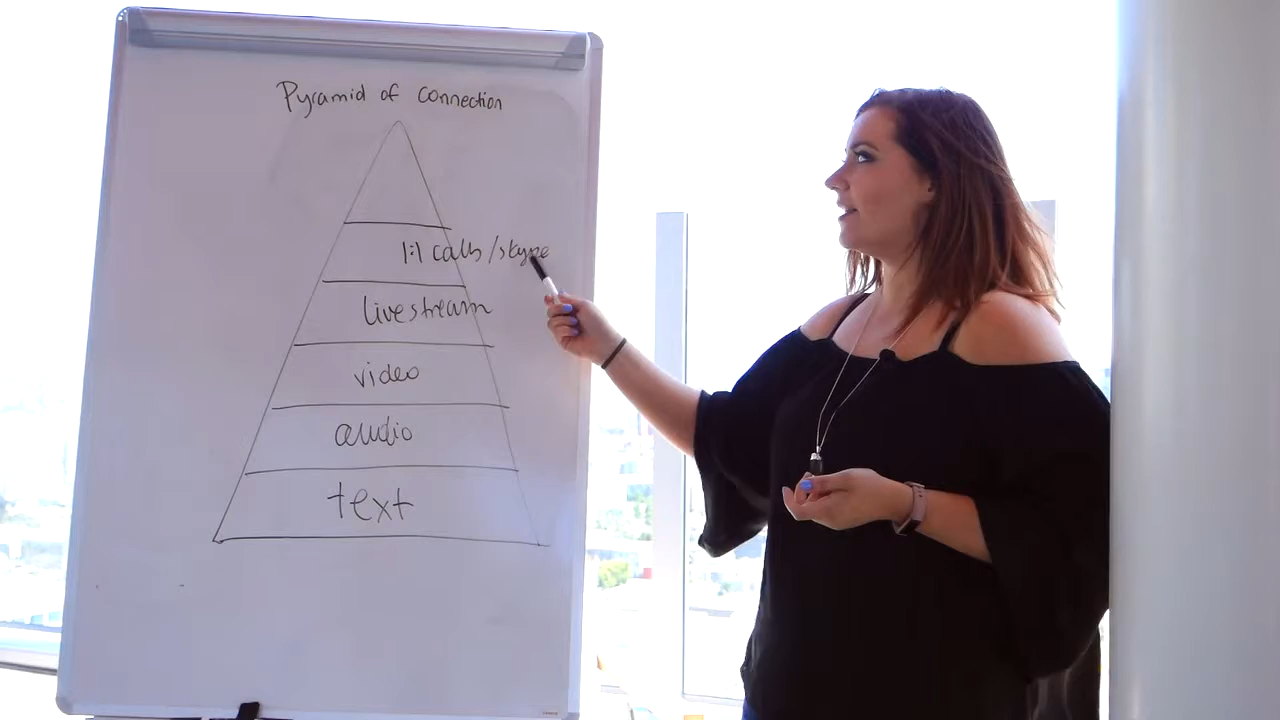 Pyramid of connection
1:1 calls/skype
livestream
video
audio
text